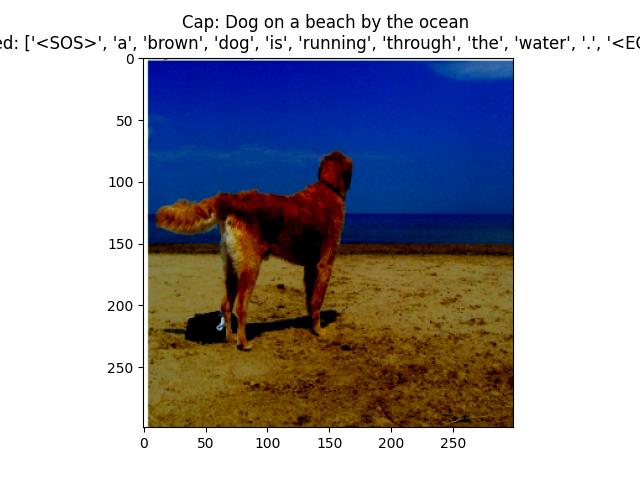 Cap: Dog on a beach by the ocean
ed: ['<SOS>', 'a', 'brown', 'dog', 'is', 'running', 'through', 'the', 'water', '.', '<EO
0
50
100
150
200
250
0 50 100 150 200 250